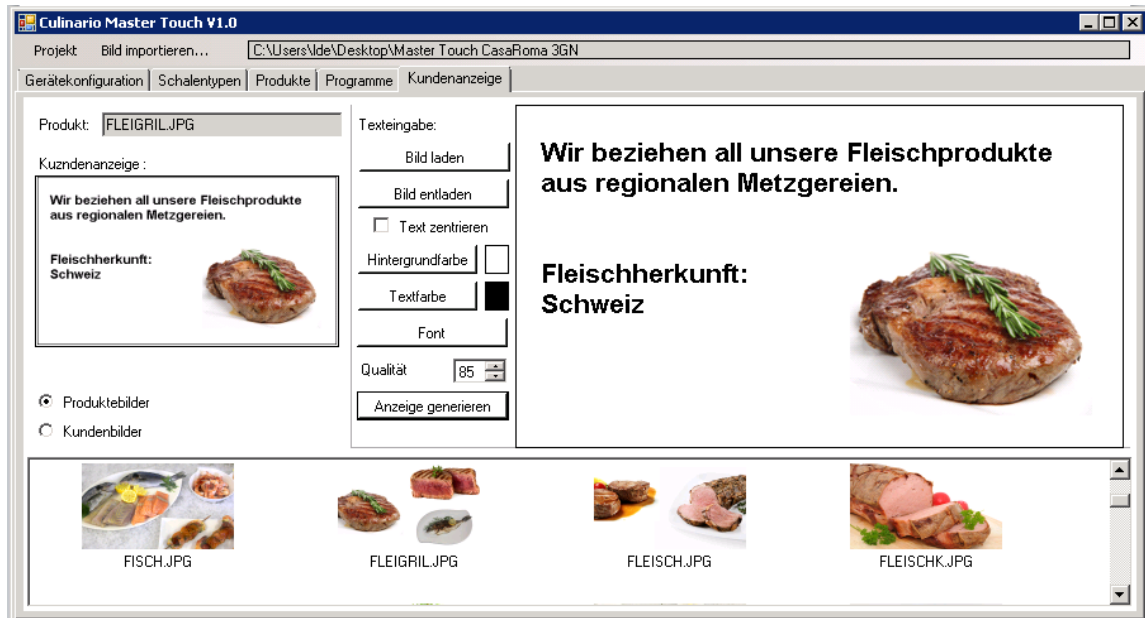 Culinario Master Touch V1.0
Projekt Bild importieren... C:\Users\lde\Desktop\Master Touch CasaRoma 3GN
Gerätekonfiguration Schalentypen Produkte Programme Kundenanzeige
Produkt: FLEIGRIL.JPG
Kuzndenanzeige :
Wir beziehen all unsere Fleischprodukte
aus regionalen Metzgereien.
Fleischherkunft:
Schweiz
Produktebilder
Kundenbilder
Texteingabe:
Bild laden
Bild entladen
Text zentrieren
Hintergrundfarbe
Textfarbe
Font
Qualität 85
Anzeige generieren
Wir beziehen all unsere Fleischprodukte
aus regionalen Metzgereien.
Fleischherkunft:
Schweiz
FISCH.JPG FLEIGRIL.JPG FLEISCH.JPG FLEISCHK.JPG